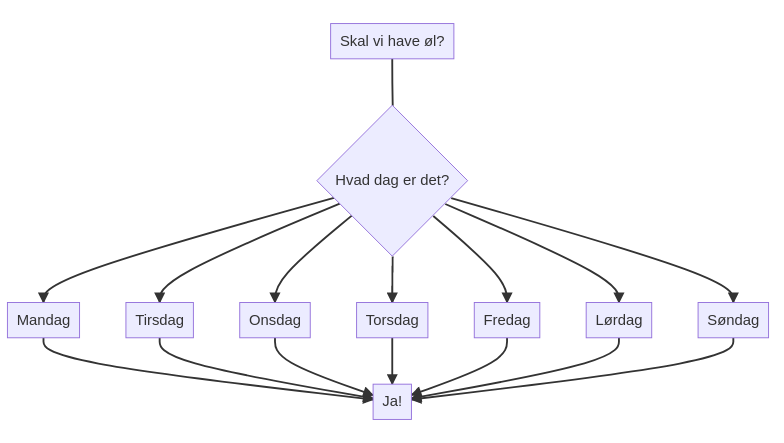 Skal vi have øl?
Hvad dag er det?
Mandag
Tirsdag
Onsdag
Torsdag
Fredag
Lørdag
Søndag
Ja!